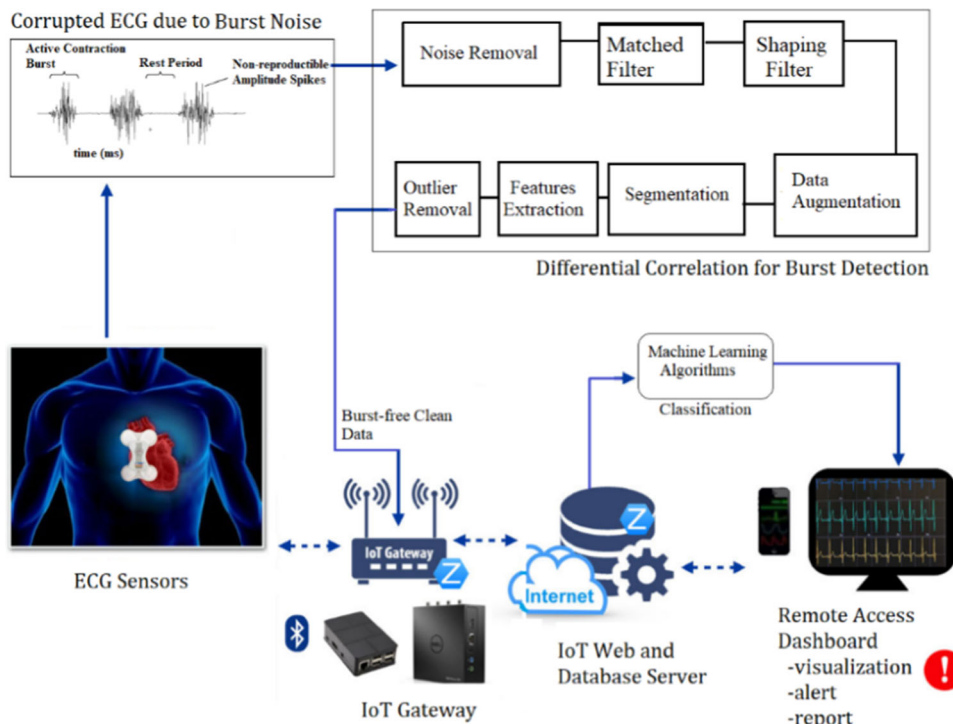 Corrupted ECG due to Burst Noise
Active Contraction
Burst
Rest Period
Non-reproductible
Amplitude Spikes
time (ms)
Noise Removal
Matched
Filter
Shaping
Filter
Outlier
Removal
Features
Extraction
Segmentation
Data
Augmentation
Differential Correlation for Burst Detection
Machine Learning
Algorithms
Classification
Burst-free Clean
Data
ECG Sensors
IoT Gateway
Z
Internet
Z
IoT Gateway
DELL
IoT Web and
Database Server
Remote Access
Dashboard
-visualization
-alert
-report
!